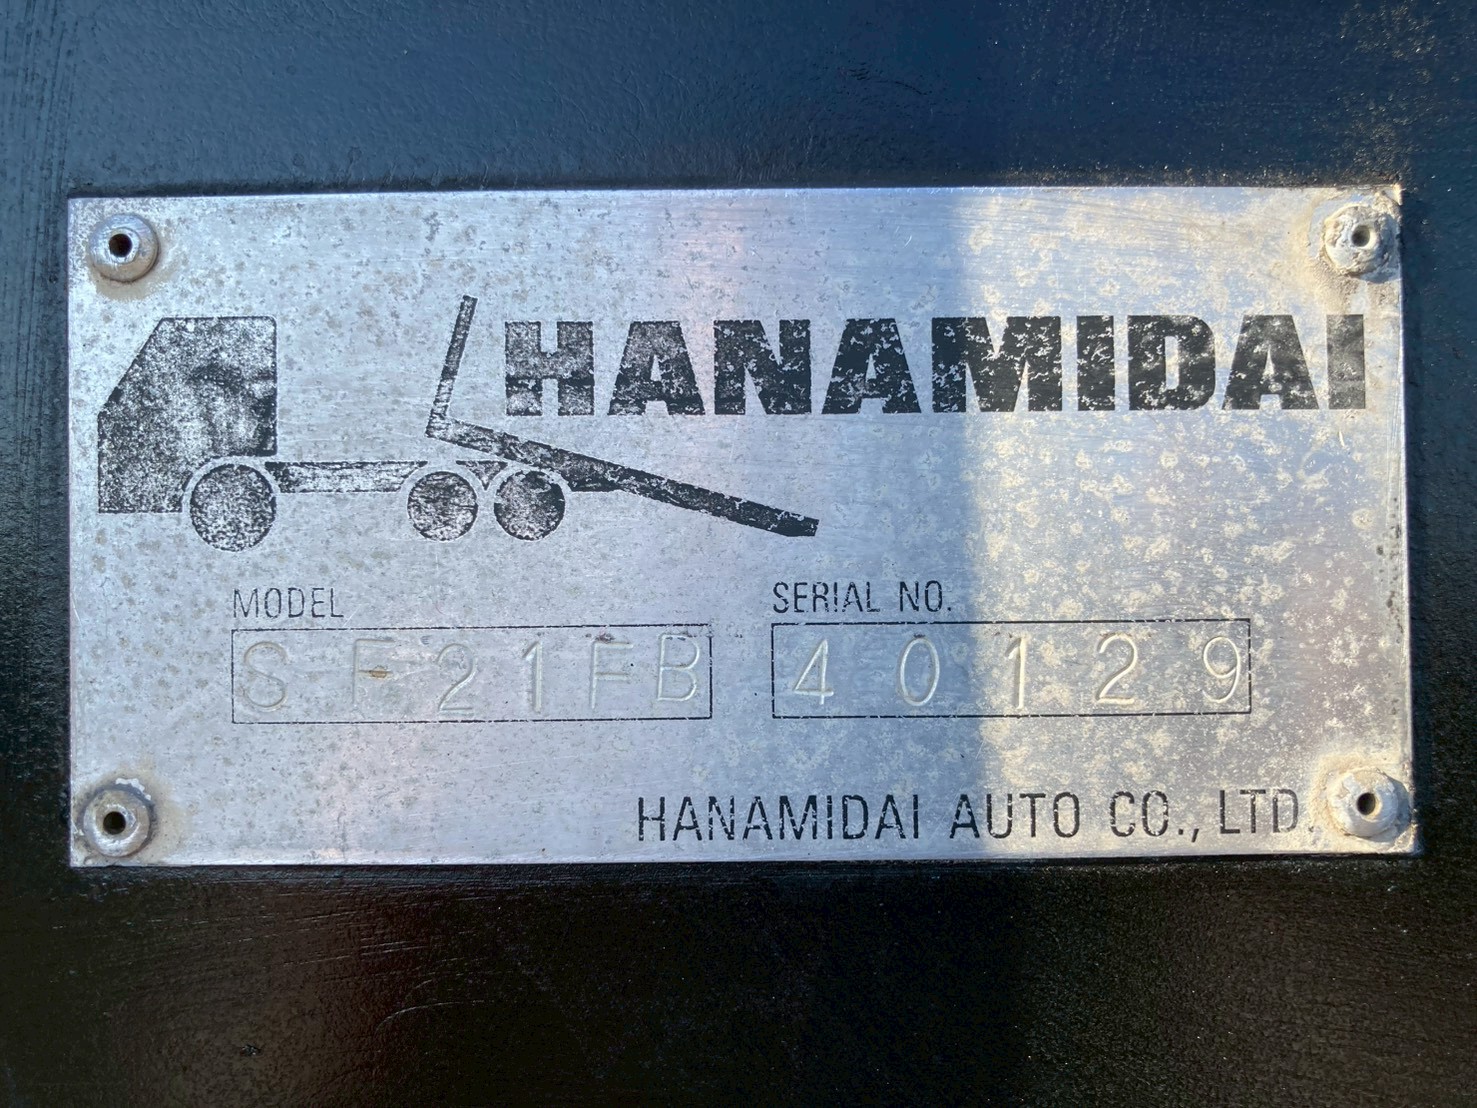 HANAMIDAI
MODEL SERIAL NO.
SF21FB 40129
HANAMIDAI AUTO CO., LTD.